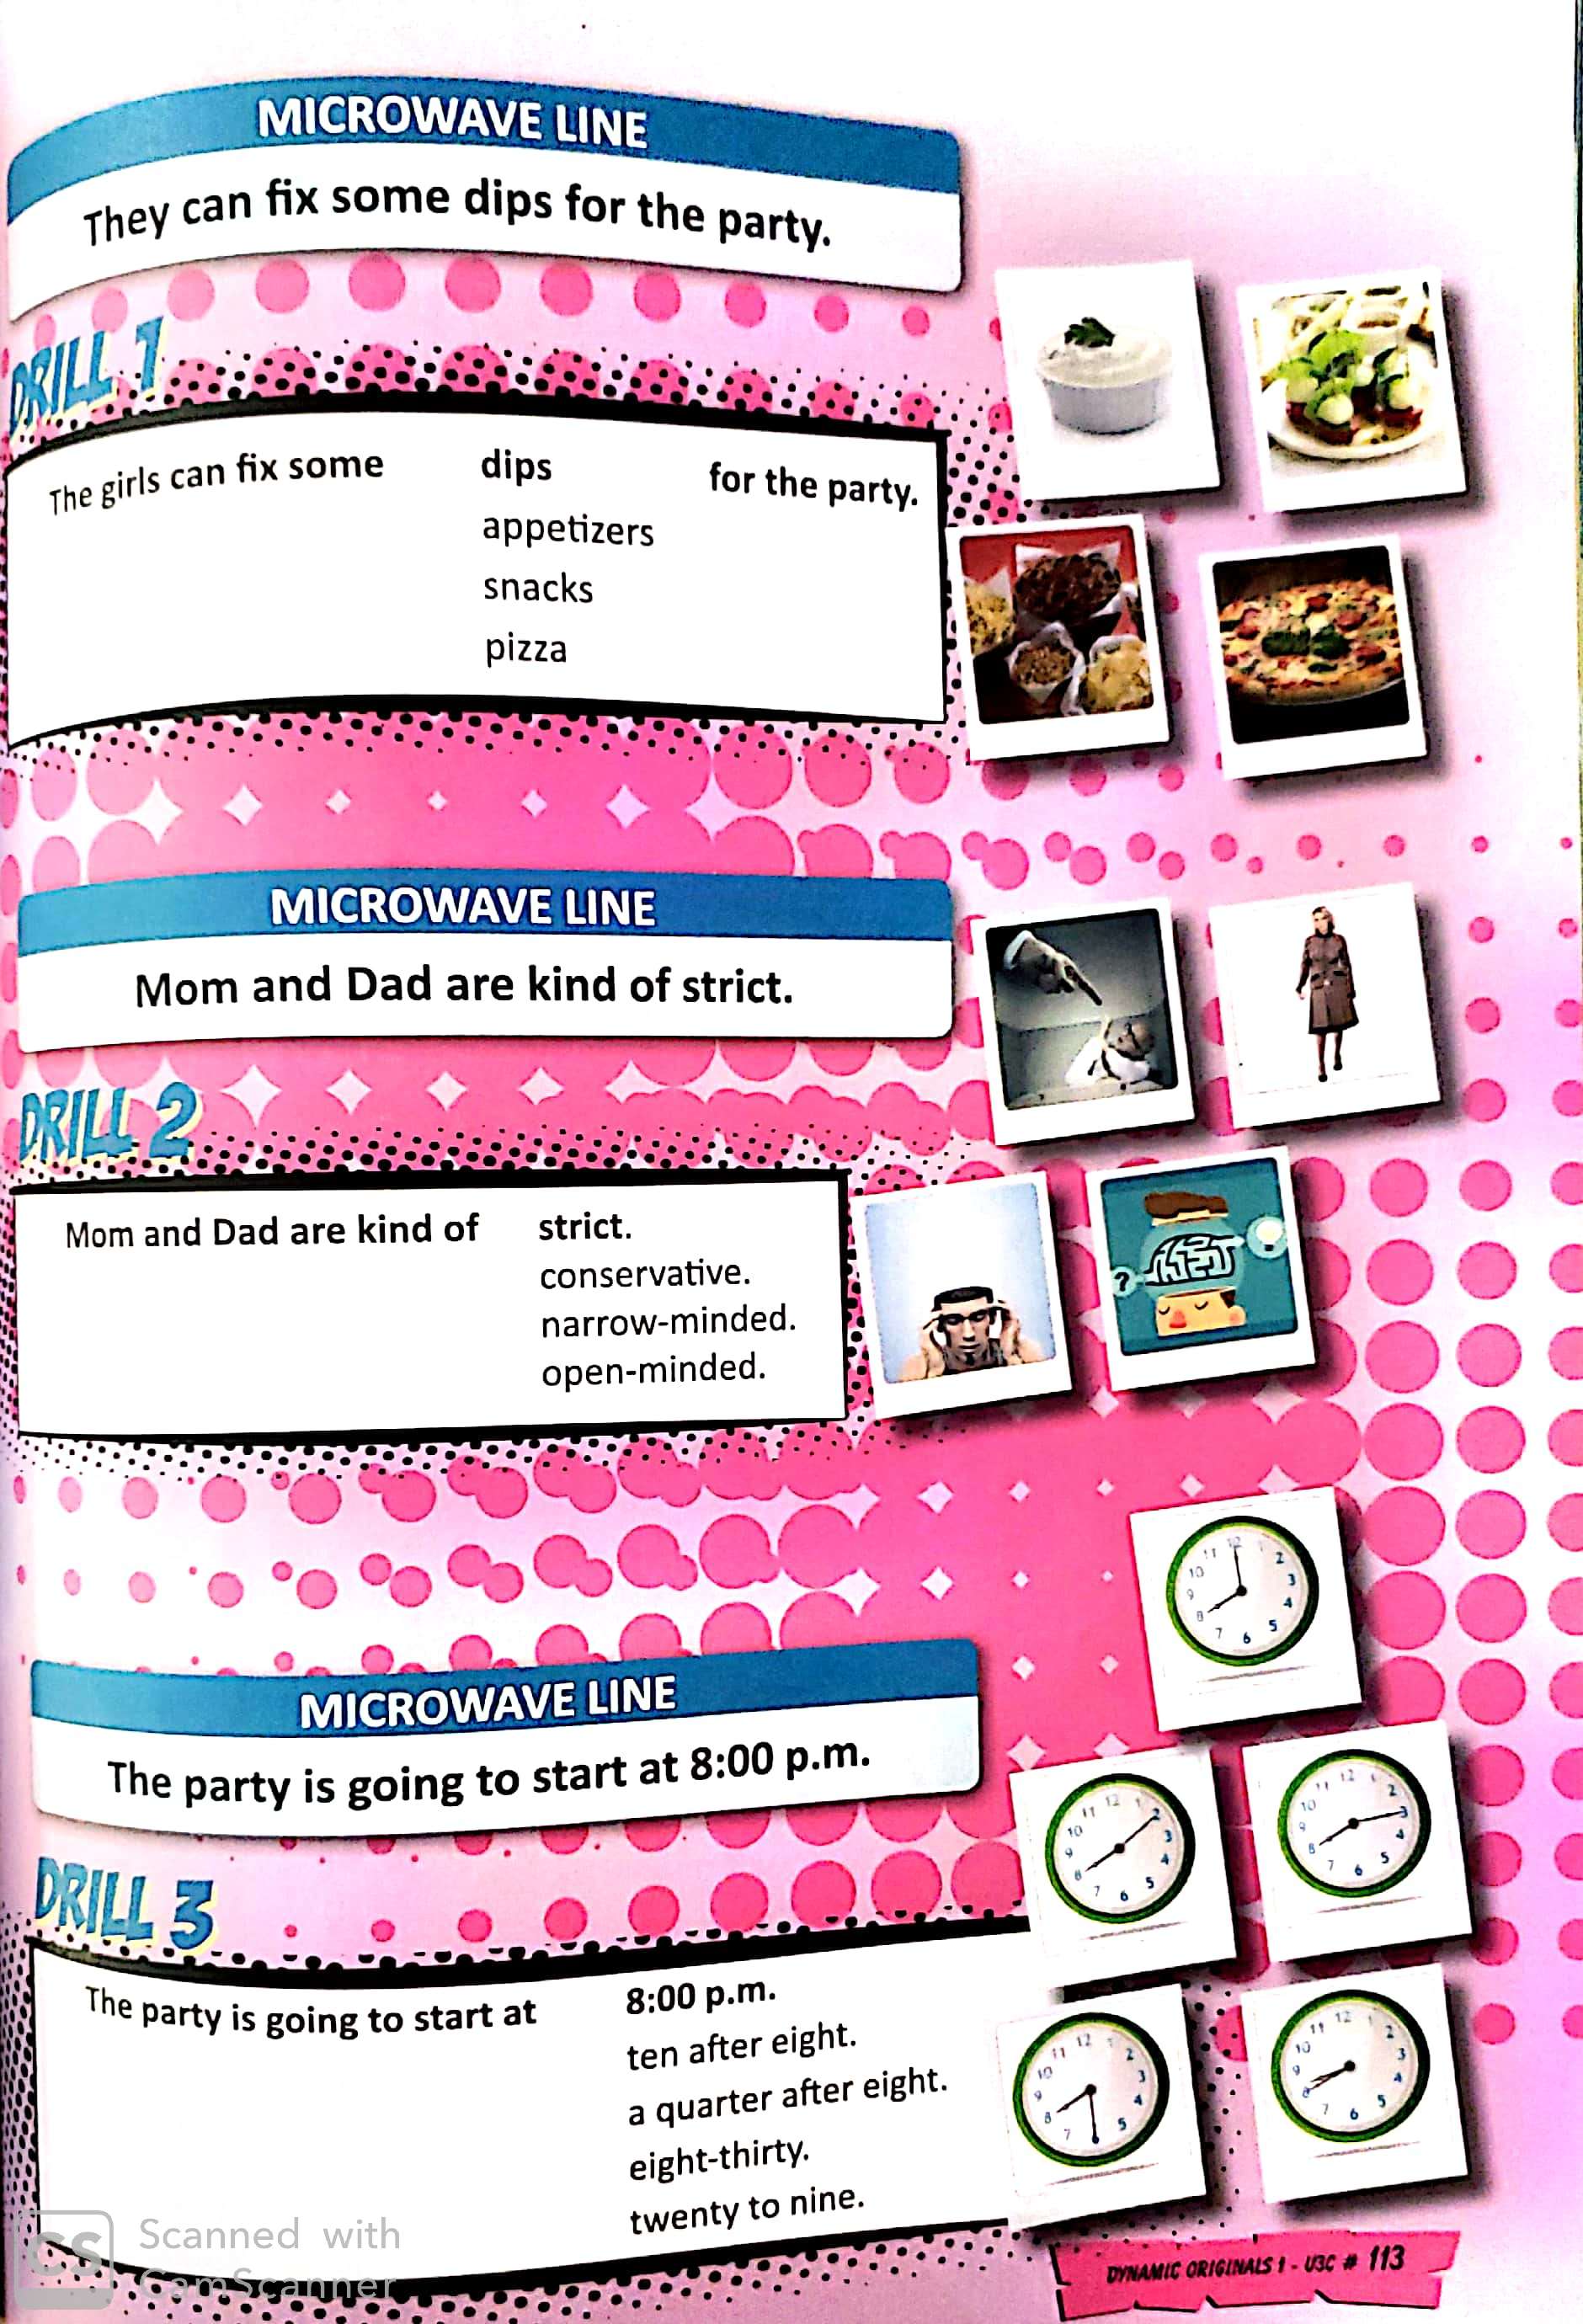 MICROWAVE LINE
They can fix some dips for the party.
DRILL 1
The girls can fix some dips for the party.
appetizers
snacks
pizza
MICROWAVE LINE
Mom and Dad are kind of strict.
DRILL 2
Mom and Dad are kind of strict.
conservative.
narrow-minded.
open-minded.
?
MICROWAVE LINE
The party is going to start at 8:00 p.m.
DRILL 3
The party is going to start at 8:00 p.m.
ten after eight.
a quarter after eight.
eight-thirty.
twenty to nine.
DYNAMIC ORIGINALS 1 - U3C # 113
CS Scanned with
CamScanner